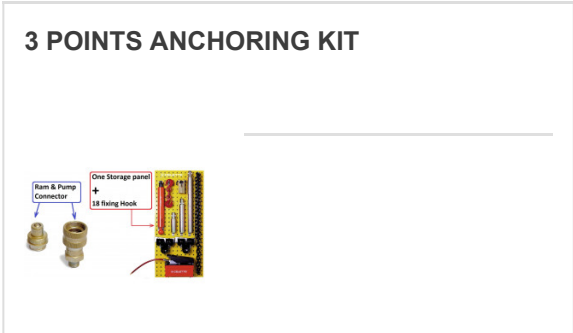 3 POINTS ANCHORING KIT
One Storage panel
+
18 fixing Hook
Ram & Pump
Connector